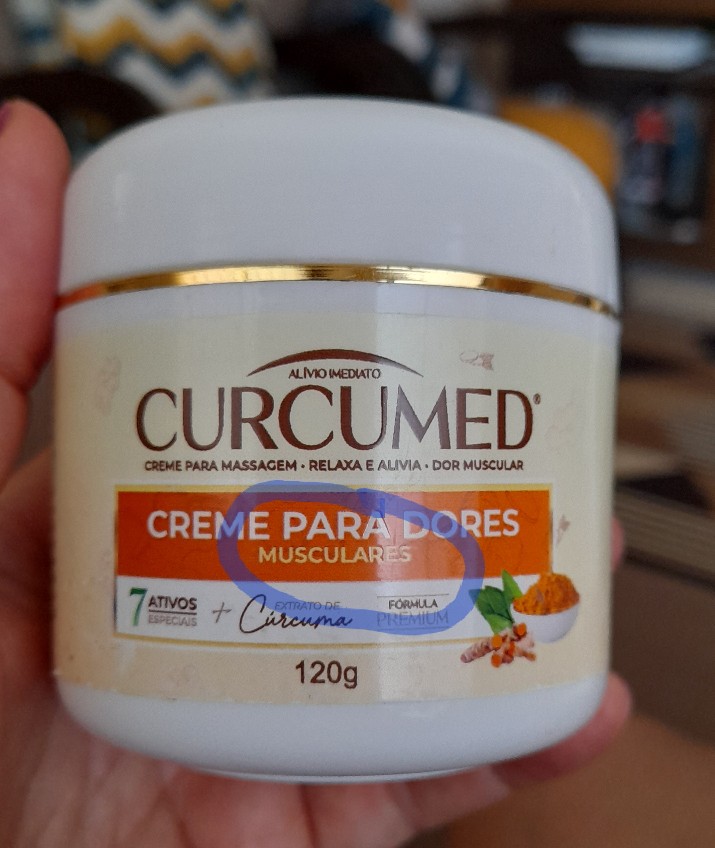 ALÍVIO IMEDIATO
CURCUMED®
CREME PARA MASSAGEM • RELAXA E ALIVIA • DOR MUSCULAR
CREME PARA DORES
MUSCULARES
7 ATIVOS
ESPECIAIS
+
EXTRATO DE
Cúrcuma
FÓRMULA
PREMIUM
120g